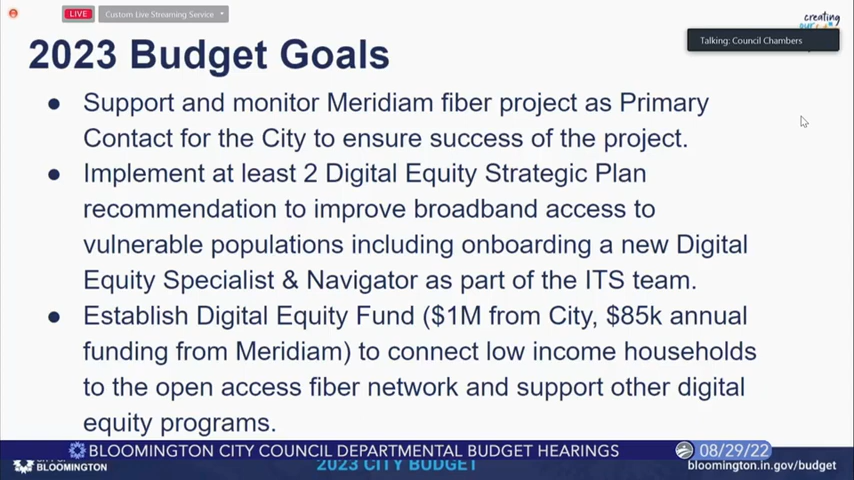 LIVE
Custom Live Streaming Service
creating
Talking: Council Chambers
2023 Budget Goals
● Support and monitor Meridiam fiber project as Primary
Contact for the City to ensure success of the project.
● Implement at least 2 Digital Equity Strategic Plan
recommendation to improve broadband access to
vulnerable populations including onboarding a new Digital
Equity Specialist & Navigator as part of the ITS team.
● Establish Digital Equity Fund ($1M from City, $85k annual
funding from Meridiam) to connect low income households
to the open access fiber network and support other digital
equity programs.
BLOOMINGTON CITY COUNCIL DEPARTMENTAL BUDGET HEARINGS
08/29/22
BLOOMINGTON
2023 CITY BUDGET
bloomington.in.gov/budget